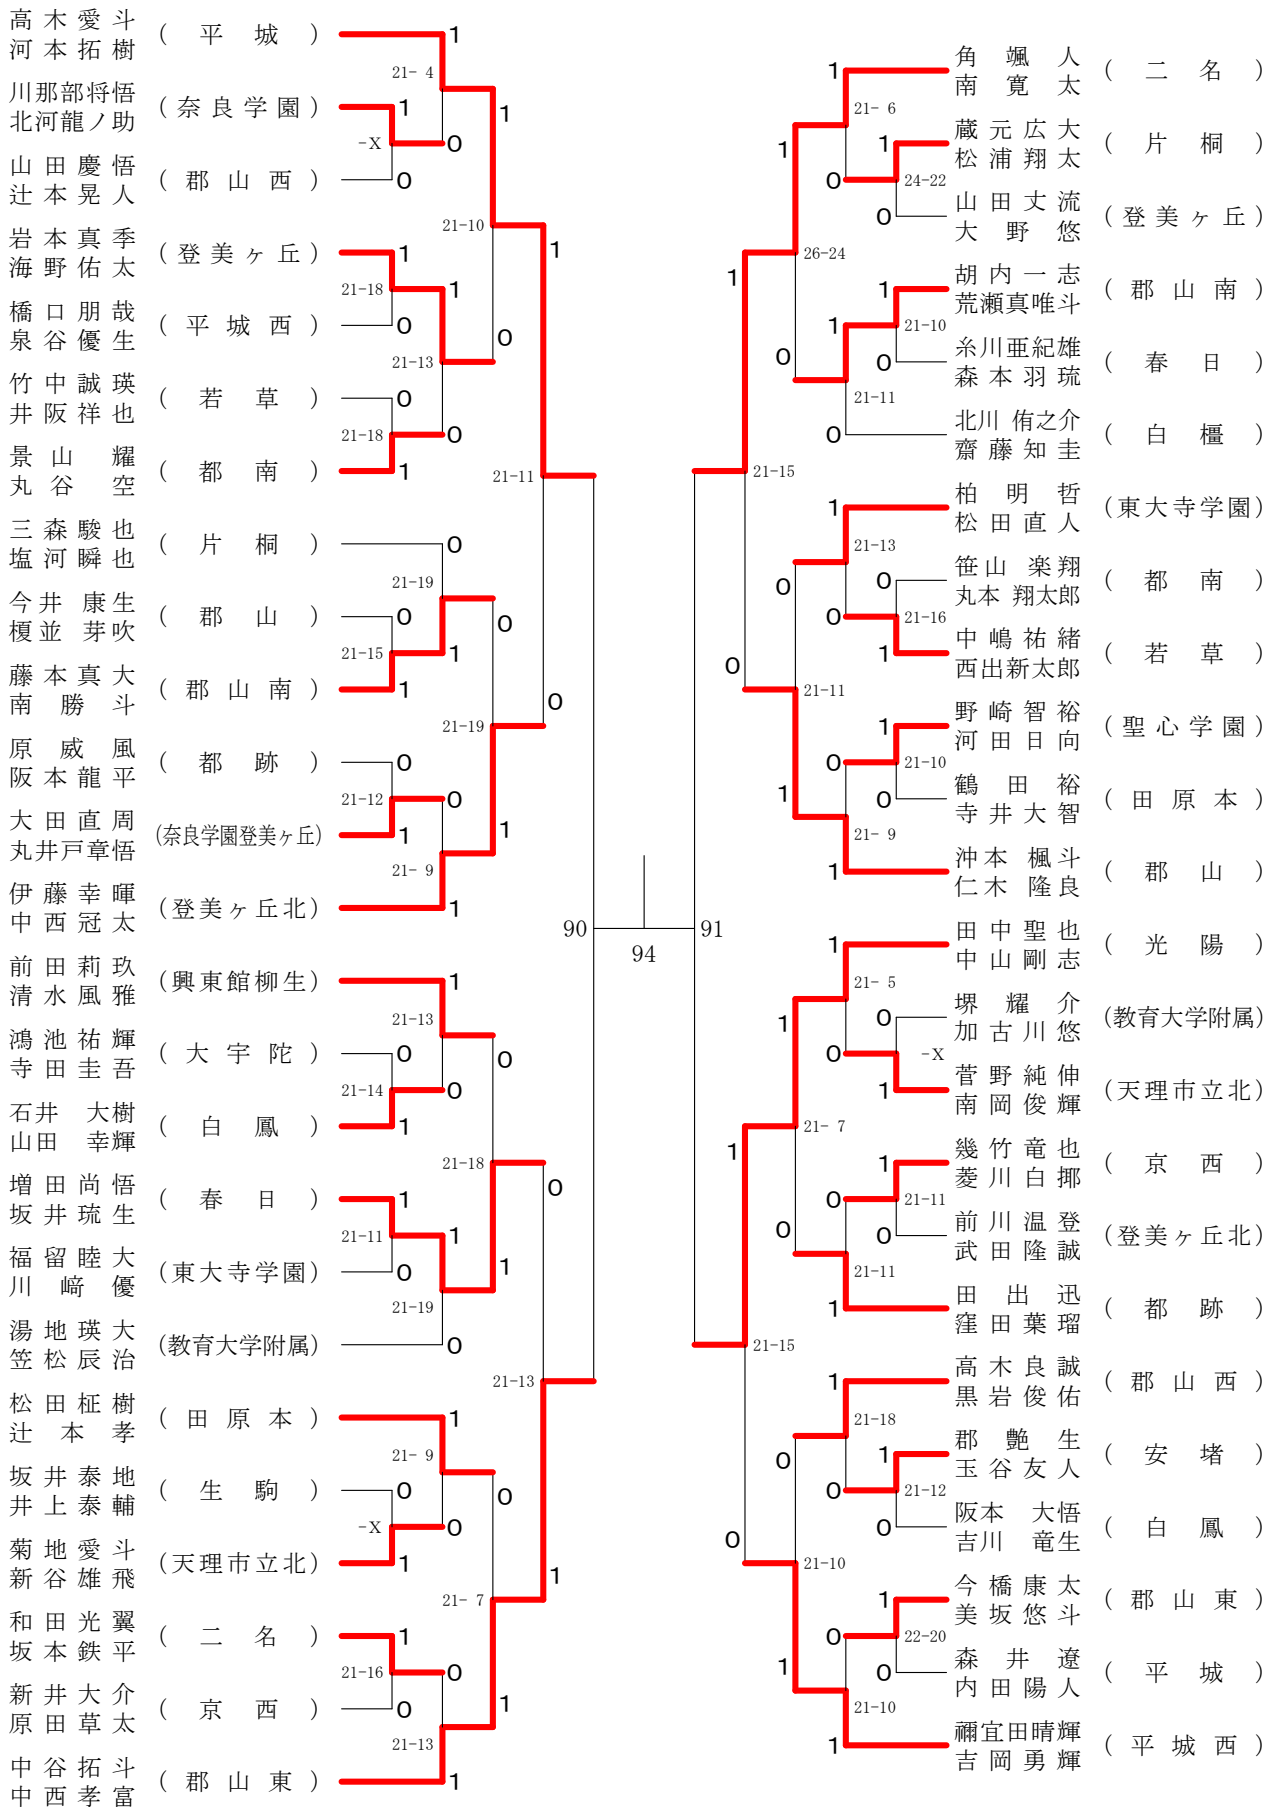 高木愛斗
河本拓樹
(平城)
1
21- 4
川那部将悟
北河龍ノ助
(奈良学園)
1
-X
0
1
山田慶悟
辻本晃人
(郡山西)
0
21-10
1
岩本真季
海野佑太
(登美ヶ丘)
1
21-18
1
橋口朋哉
泉谷優生
(平城西)
0
21-13
0
竹中誠瑛
井阪祥也
(若草)
0
21-18
0
景山耀
丸谷空
(都南)
1
21-11
三森駿也
塩河瞬也
(片桐)
0
21-19
今井康生
榎並芽吹
(郡山)
0
21-15
1
0
藤本真大
南勝斗
(郡山南)
1
21-19
0
原威風
阪本龍平
(都跡)
0
21-12
0
大田直周
丸井戸章悟
(奈良学園登美ヶ丘)
1
21- 9
1
伊藤幸暉
中西冠太
(登美ヶ丘北)
1
90
94
91
前田莉玖
清水風雅
(興東館柳生)
1
21-13
鴻池祐輝
寺田圭吾
(大宇陀)
0
21-14
0
0
石井大樹
山田幸輝
(白鳳)
1
21-18
0
増田尚悟
坂井琉生
(春日)
1
21-11
1
福留睦大
川﨑優
(東大寺学園)
0
21-19
1
湯地瑛大
笠松辰治
(教育大学附属)
0
21-13
松田柾樹
辻本孝
(田原本)
1
21- 9
坂井泰地
井上泰輔
(生駒)
0
-X
0
0
菊地愛斗
新谷雄飛
(天理市立北)
1
21- 7
1
和田光翼
坂本鉄平
(二名)
1
21-16
0
新井大介
原田草太
(京西)
0
21-13
1
中谷拓斗
中西孝富
(郡山東)
1
1
角颯人
南寛太
(二名)
21- 6
1
蔵元広大
松浦翔太
(片桐)
1
0
24-22
0
山田丈流
大野悠
(登美ヶ丘)
26-24
1
1
胡内一志
荒瀬真唯斗
(郡山南)
1
21-10
0
0
糸川亜紀雄
森本羽琉
(春日)
21-11
0
北川侑之介
齋藤知圭
(白橿)
21-15
1
柏明哲
松田直人
(東大寺学園)
21-13
0
0
笹山楽翔
丸本翔太郎
(都南)
0
21-16
1
中嶋祐緒
西出新太郎
(若草)
0
21-11
1
野崎智裕
河田日向
(聖心学園)
0
21-10
1
0
鶴田裕
寺井大智
(田原本)
21- 9
1
沖本楓斗
仁木隆良
(郡山)
1
田中聖也
中山剛志
(光陽)
21- 5
1
0
堺耀介
加古川悠
(教育大学附属)
0
-X
1
菅野純伸
南岡俊輝
(天理市立北)
21- 7
1
1
幾竹竜也
菱川白揶
(京西)
0
21-11
0
0
前川温登
武田隆誠
(登美ヶ丘北)
21-11
1
田出迅
窪田葉瑠
(都跡)
21-15
1
高木良誠
黒岩俊佑
(郡山西)
21-18
0
1
郡艶生
玉谷友人
(安堵)
0
21-12
0
阪本大悟
吉川竜生
(白鳳)
0
21-10
1
今橋康太
美坂悠斗
(郡山東)
0
22-20
1
0
森井遼
内田陽人
(平城)
21-10
1
禰宜田晴輝
吉岡勇輝
(平城西)